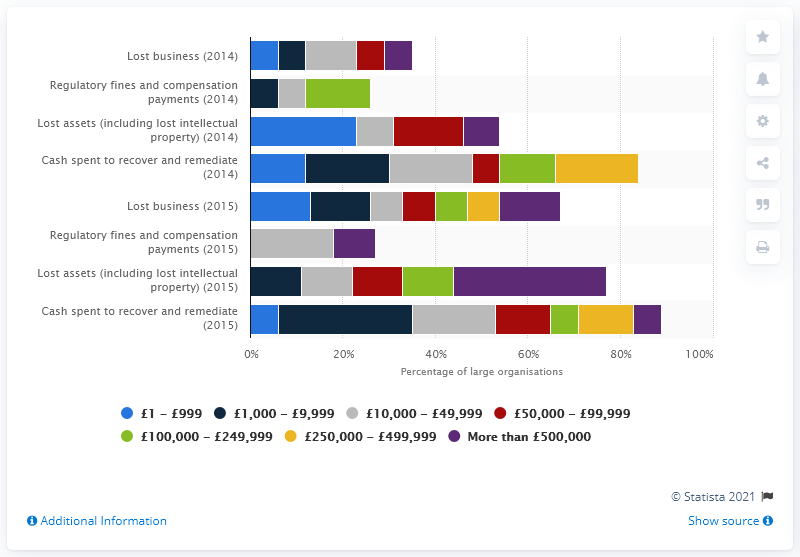 Lost business (2014)
Regulatory fines and compensation
payments (2014)
Lost assets (including lost intellectual
property) (2014)
Cash spent to recover and remediate
(2014)
Lost business (2015)
Regulatory fines and compensation
payments (2015)
Lost assets (including lost intellectual
property) (2015)
Cash spent to recover and remediate
(2015)
0% 20% 40% 60% 80% 100%
Percentage of large organisations
£1 – £999 £1,000 – £9,999 £10,000 – £49,999 £50,000 – £99,999
£100,000 – £249,999 £250,000 – £499,999 More than £500,000
© Statista 2021
Additional Information Show source